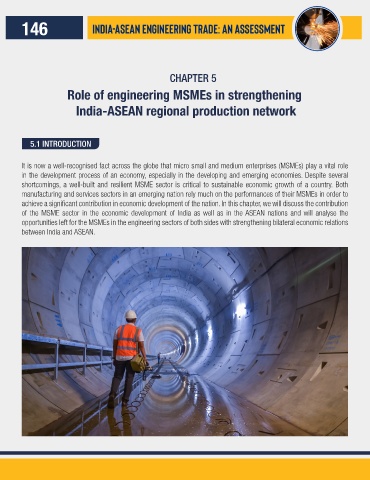 146
INDIA-ASEAN ENGINEERING TRADE: AN ASSESSMENT
CHAPTER 5
Role of engineering MSMEs in strengthening
India-ASEAN regional production network
5.1 INTRODUCTION
It is now a well-recognised fact across the globe that micro small and medium enterprises (MSMEs) play a vital role
in the development process of an economy, especially in the developing and emerging economies. Despite several
shortcomings, a well-built and resilient MSME sector is critical to sustainable economic growth of a country. Both
manufacturing and services sectors in an emerging nation rely much on the performances of their MSMEs in order to
achieve a significant contribution in economic development of the nation. In this chapter, we will discuss the contribution
of the MSME sector in the economic development of India as well as in the ASEAN nations and will analyse the
opportunities left for the MSMEs in the engineering sectors of both sides with strengthening bilateral economic relations
between India and ASEAN.